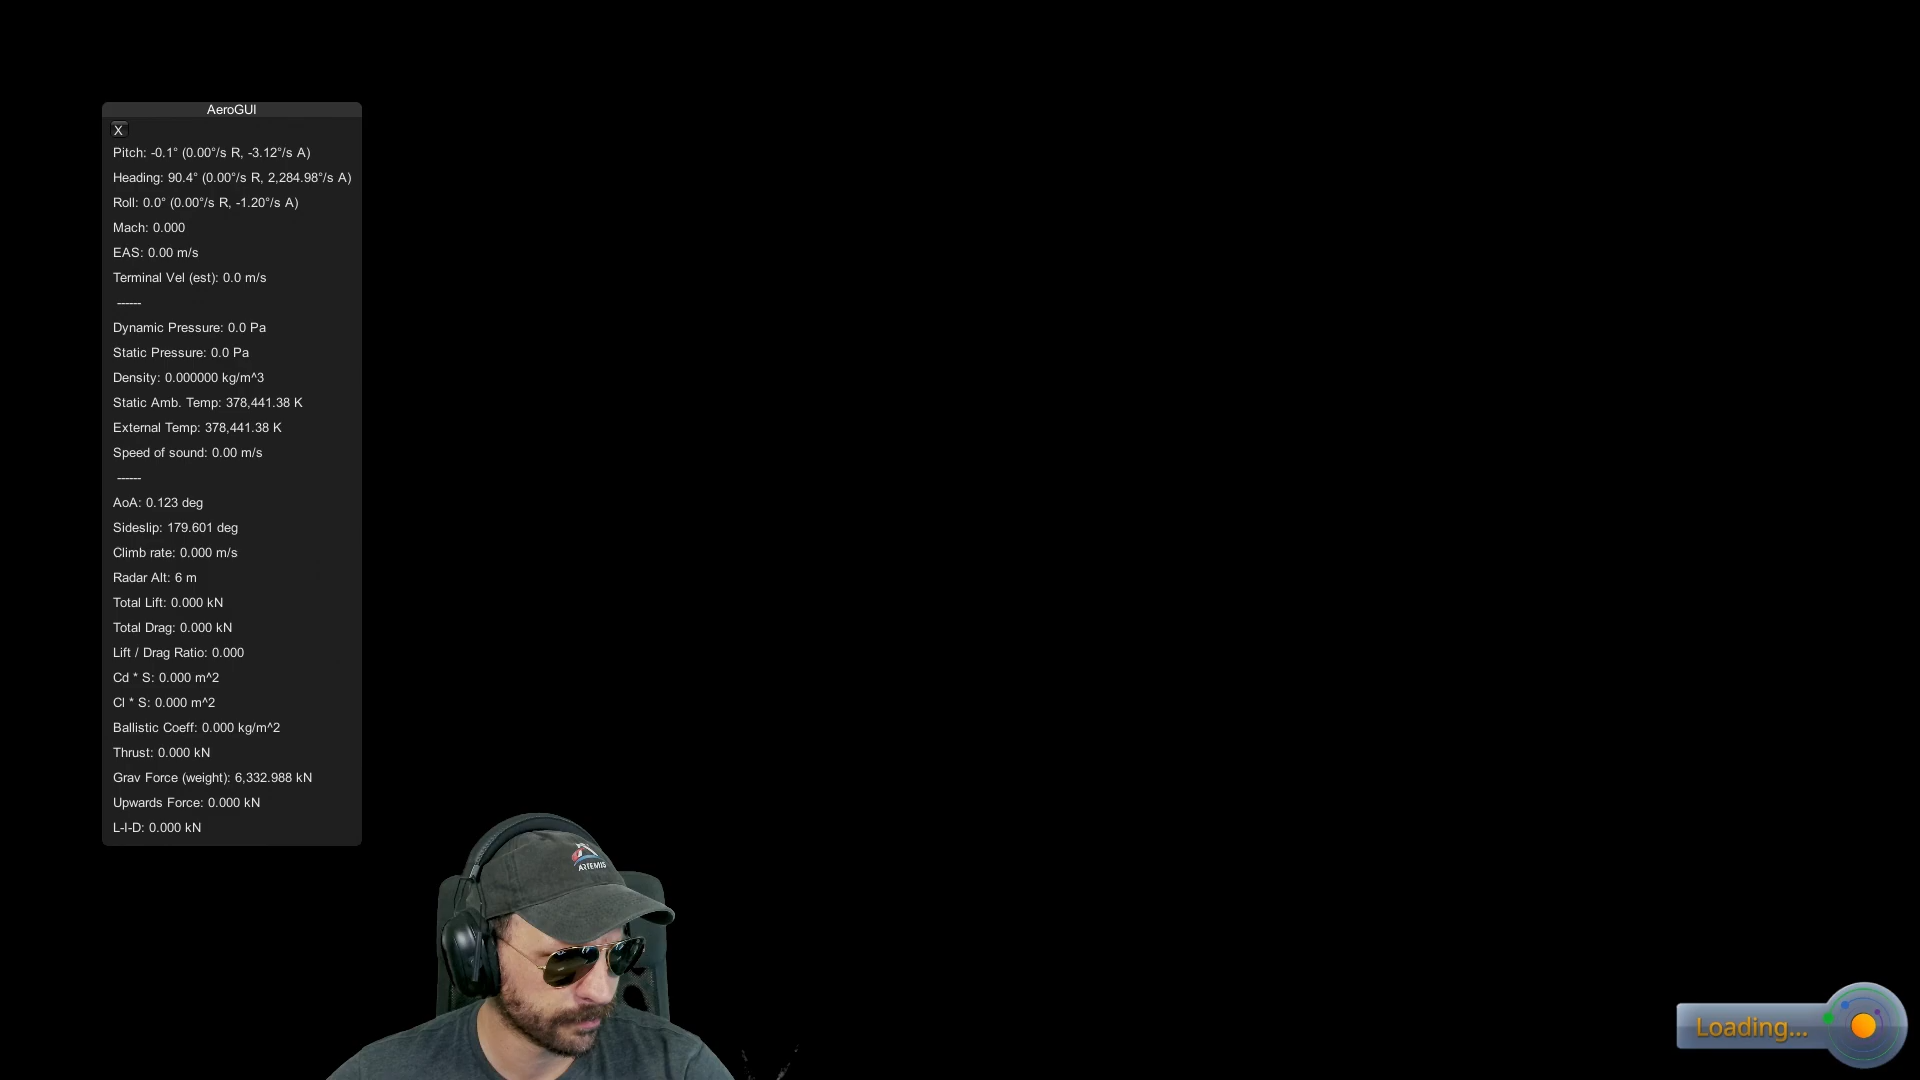 AeroGUI
X
Pitch: -0.1° (0.00°/s R, -3.12°/s A)
Heading: 90.4° (0.00°/s R, 2,284.98°/s A)
Roll: 0.0° (0.00°/s R, -1.20°/s A)
Mach: 0.000
EAS: 0.00 m/s
Terminal Vel (est): 0.0 m/s
------
Dynamic Pressure: 0.0 Pa
Static Pressure: 0.0 Pa
Density: 0.000000 kg/m^3
Static Amb. Temp: 378,441.38 K
External Temp: 378,441.38 K
Speed of sound: 0.00 m/s
------
AoA: 0.123 deg
Sideslip: 179.601 deg
Climb rate: 0.000 m/s
Radar Alt: 6 m
Total Lift: 0.000 kN
Total Drag: 0.000 kN
Lift / Drag Ratio: 0.000
Cd * S: 0.000 m^2
Cl * S: 0.000 m^2
Ballistic Coeff: 0.000 kg/m^2
Thrust: 0.000 kN
Grav Force (weight): 6,332.988 kN
Upwards Force: 0.000 kN
L-I-D: 0.000 kN
ARTEMIS
Loading...